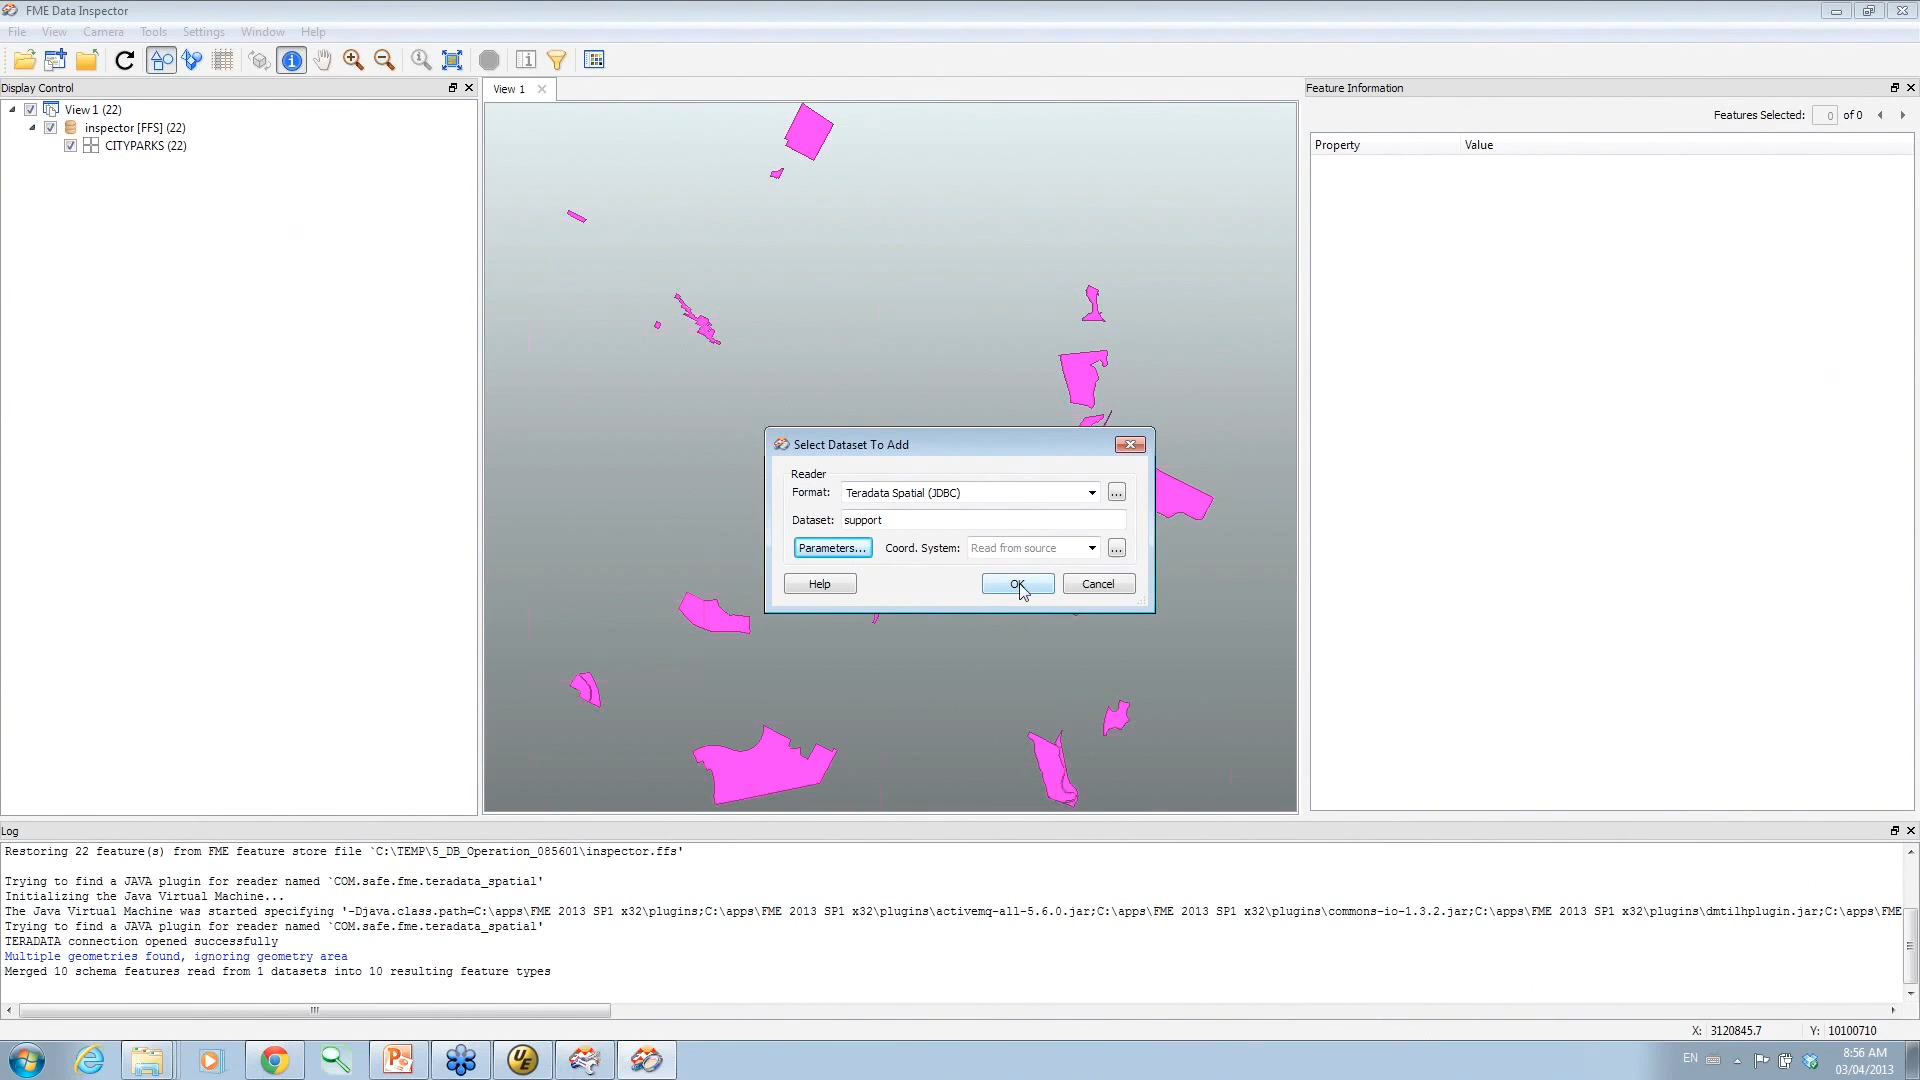 FME Data Inspector
File View Camera Tools Settings Window Help
Display Control
View 1 (22)
inspector [FFS] (22)
CITYPARKS (22)
View 1
Feature Information
Features Selected: 0 of 0
Property Value
Select Dataset To Add
Reader
Format: Teradata Spatial (JDBC)
Dataset: support
Parameters... Coord. System: Read from source
Help OK Cancel
Log
Restoring 22 feature(s) from FME feature store file `C:\TEMP\5_DB_Operation_085601\inspector.ffs'
Trying to find a JAVA plugin for reader named `COM.safe.fme.teradata_spatial'
Initializing the Java Virtual Machine...
The Java Virtual Machine was started specifying '-Djava.class.path=C:\apps\FME 2013 SP1 x32\plugins;C:\apps\FME 2013 SP1 x32\plugins\activemq-all-5.6.0.jar;C:\apps\FME 2013 SP1 x32\plugins\commons-io-1.3.2.jar;C:\apps\FME 2013 SP1 x32\plugins\dmtilhplugin.jar;C:\apps\FME
Trying to find a JAVA plugin for reader named `COM.safe.fme.teradata_spatial'
TERADATA connection opened successfully
Multiple geometries found, ignoring geometry area
Merged 10 schema features read from 1 datasets into 10 resulting feature types
X: 3120845.7 Y: 10100710
EN
8:56 AM
03/04/2013